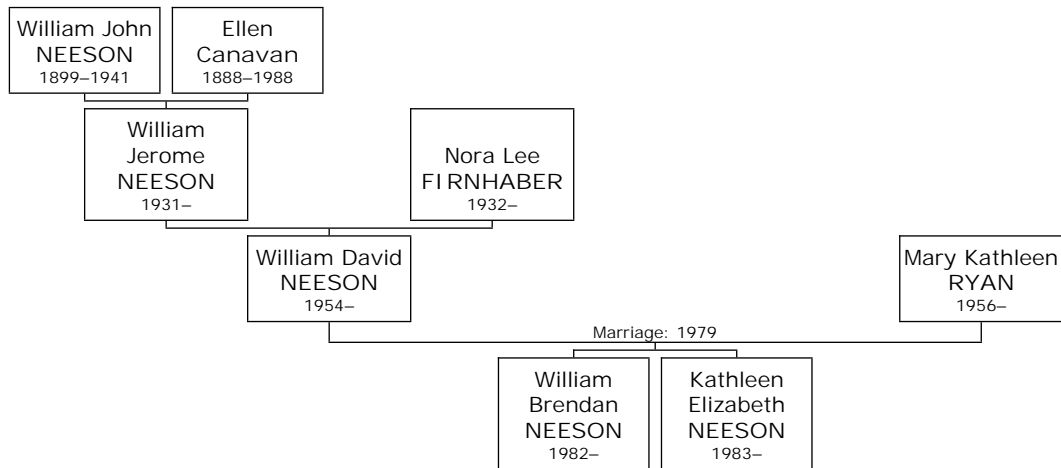 William John
NEESON
1899–1941
Ellen
Canavan
1888–1988
William
Jerome
NEESON
1931–
Nora Lee
FIRNHABER
1932–
William David
NEESON
1954–
Mary Kathleen
RYAN
1956–
Marriage: 1979
William
Brendan
NEESON
1982–
Kathleen
Elizabeth
NEESON
1983–